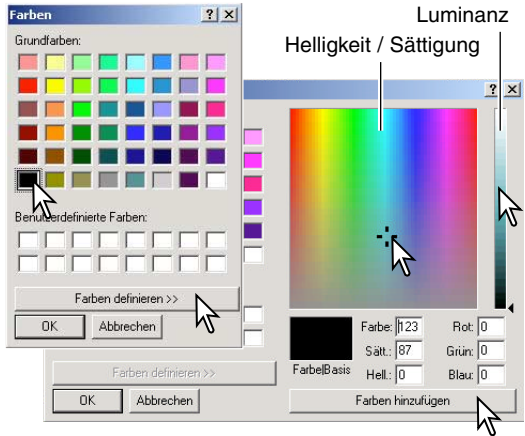 Luminanz
Helligkeit / Sättigung
Farben
Grundfarben:
Benutzerdefinierte Farben:
Farben definieren >>
OK
Abbrechen
Farben definieren >>
OK
Abbrechen
Farbe|Basis
Farbe: 123
Sätt.: 87
Hell.: 0
Rot: 0
Grün: 0
Blau: 0
Farben hinzufügen